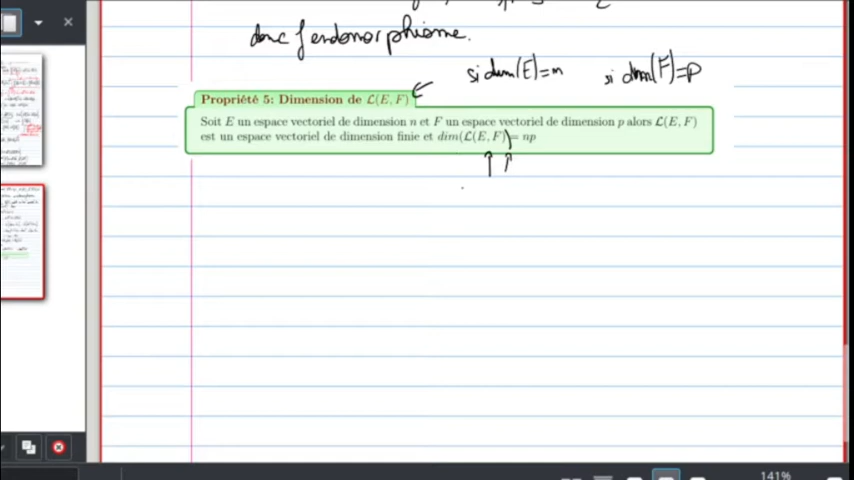 donc f endomorphisme.
si dim(E)=n si dim(F)=p
Propriété 5: Dimension de ℒ(E, F)
Soit E un espace vectoriel de dimension n et F un espace vectoriel de dimension p alors ℒ(E, F)
est un espace vectoriel de dimension finie et dim(ℒ(E, F)) = np
141%